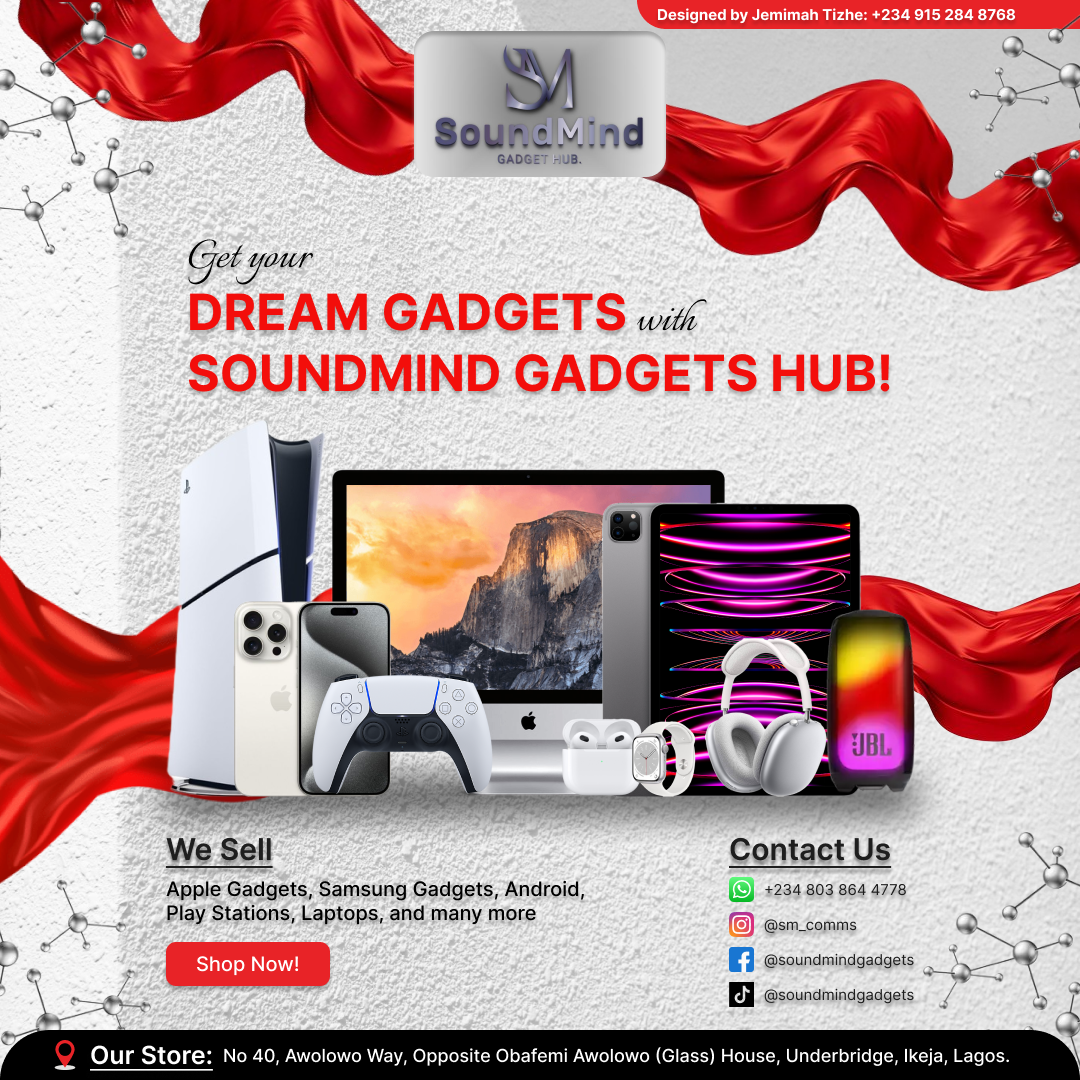 Designed by Jemimah Tizhe: +234 915 284 8768
SM
SoundMind
GADGET HUB.
Get your
DREAM GADGETS with
SOUNDMIND GADGETS HUB!
JBL
We Sell
Apple Gadgets, Samsung Gadgets, Android,
Play Stations, Laptops, and many more
Shop Now!
Contact Us
+234 803 864 4778
@sm_comms
@soundmindgadgets
@soundmindgadgets
Our Store: No 40, Awolowo Way, Opposite Obafemi Awolowo (Glass) House, Underbridge, Ikeja, Lagos.